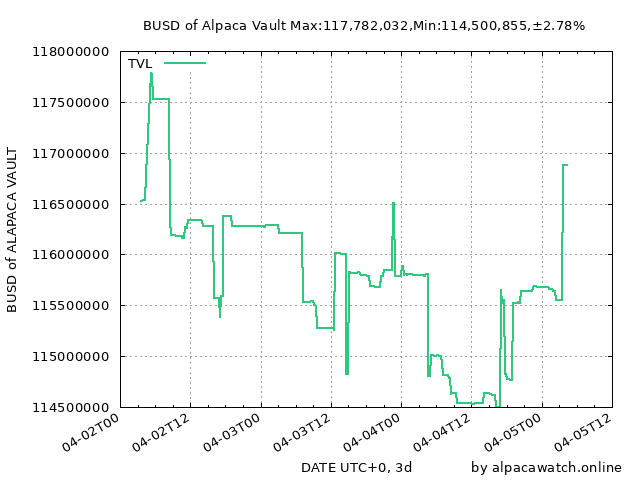 BUSD of Alpaca Vault Max:117,782,032,Min:114,500,855,±2.78%
118000000
TVL
117500000
117000000
116500000
116000000
115500000
115000000
114500000
BUSD of ALAPACA VAULT
04-02T00
04-02T12
04-03T00
04-03T12
04-04T00
04-04T12
04-05T00
04-05T12
DATE UTC+0, 3d
by alpacawatch.online